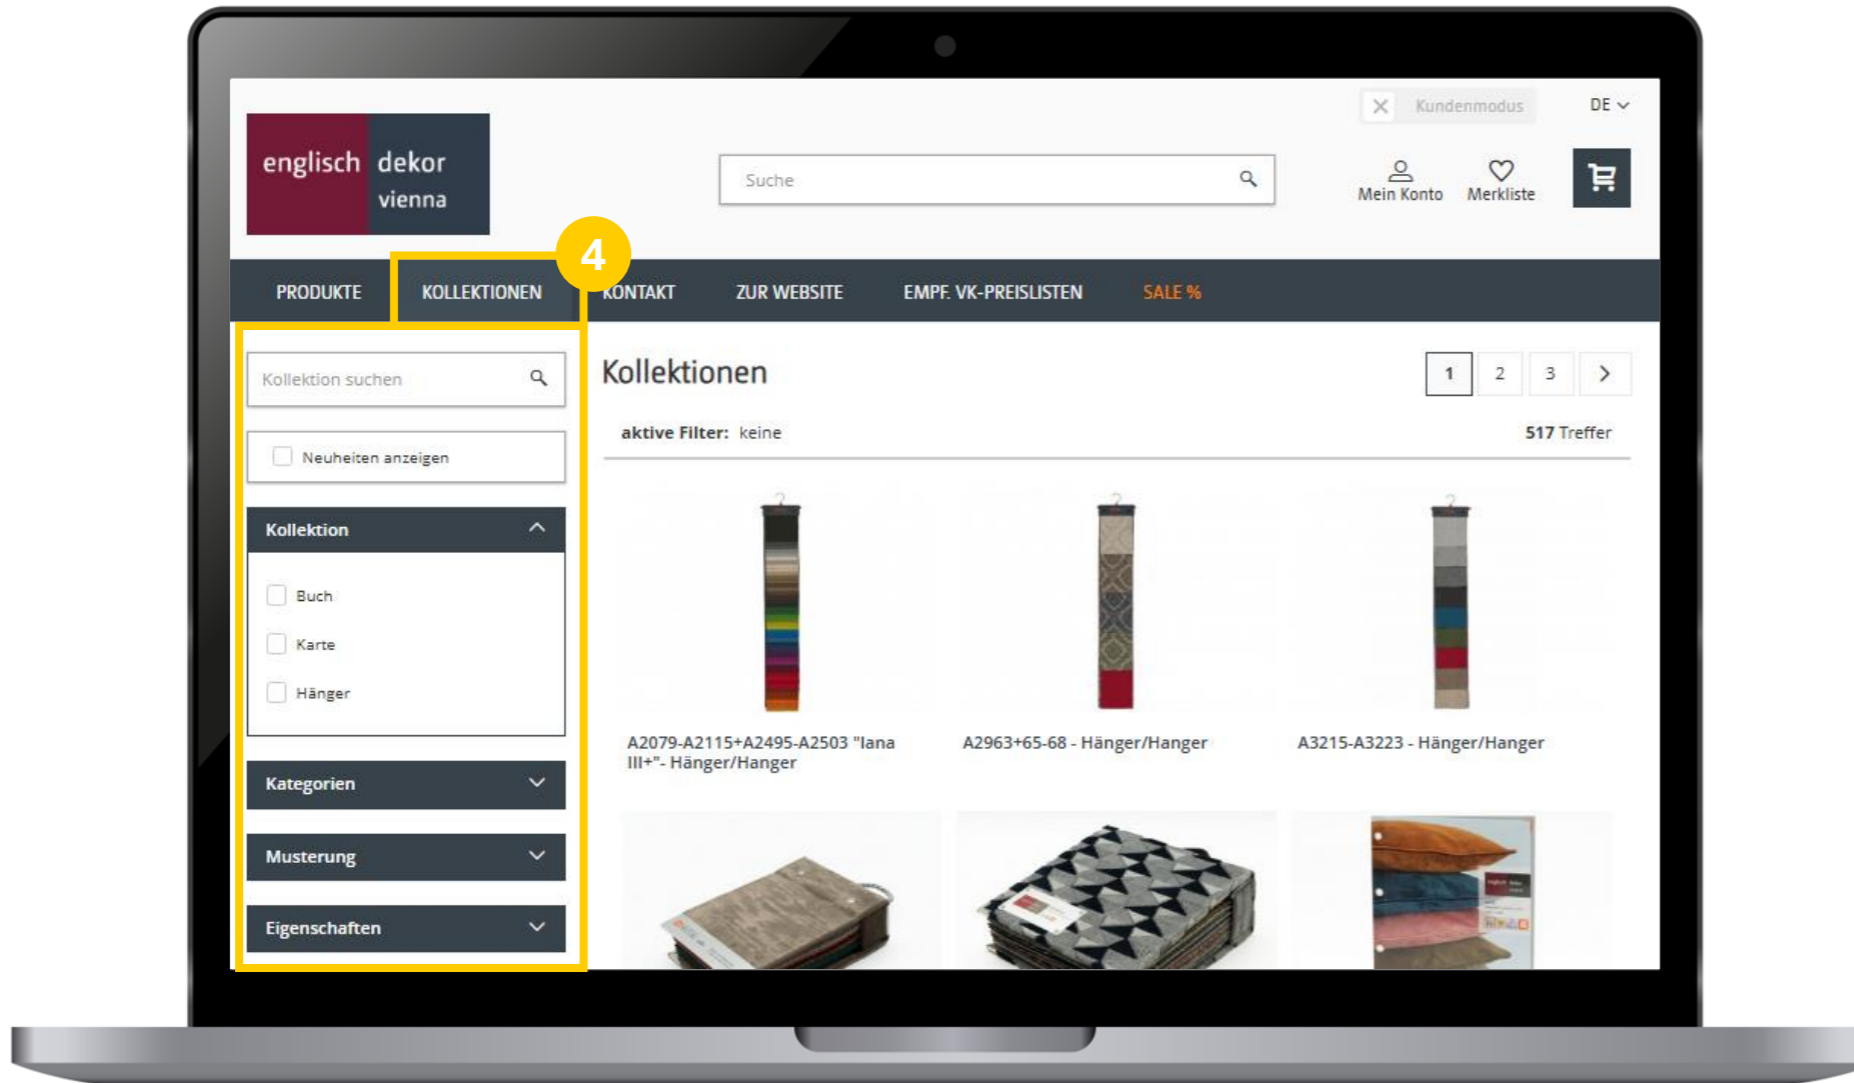 Kundenmodus
DE
englisch dekor
vienna
Suche
Mein Konto
Merkliste
4
PRODUKTE
KOLLEKTIONEN
KONTAKT
ZUR WEBSITE
EMPF. VK-PREISLISTEN
SALE %
Kollektion suchen
Neuheiten anzeigen
Kollektion
Buch
Karte
Hänger
Kategorien
Musterung
Eigenschaften
Kollektionen
1 2 3
aktive Filter: keine
517 Treffer
A2079-A2115+A2495-A2503 "lana
III+"- Hänger/Hanger
A2963+65-68 - Hänger/Hanger
A3215-A3223 - Hänger/Hanger